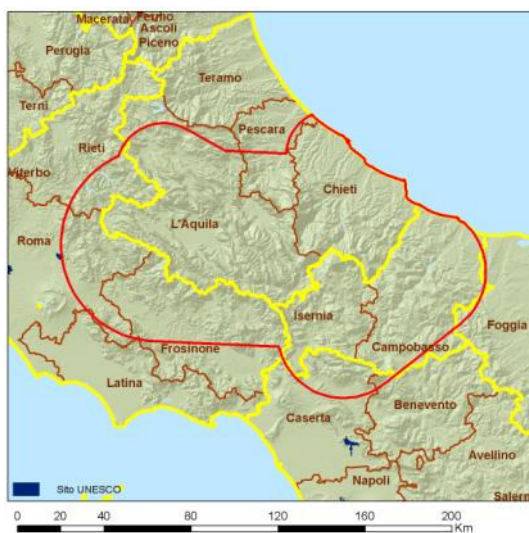 Macerata
Fermo
Ascoli
Piceno
Perugia
Teramo
Terni
Pescara
Rieti
Viterbo
Chieti
L'Aquila
Roma
Isernia
Foggia
Frosinone
Campobasso
Latina
Benevento
Caserta
Avellino
Napoli
Sito UNESCO
Salern
0 20 40 80 120 160 200
Km